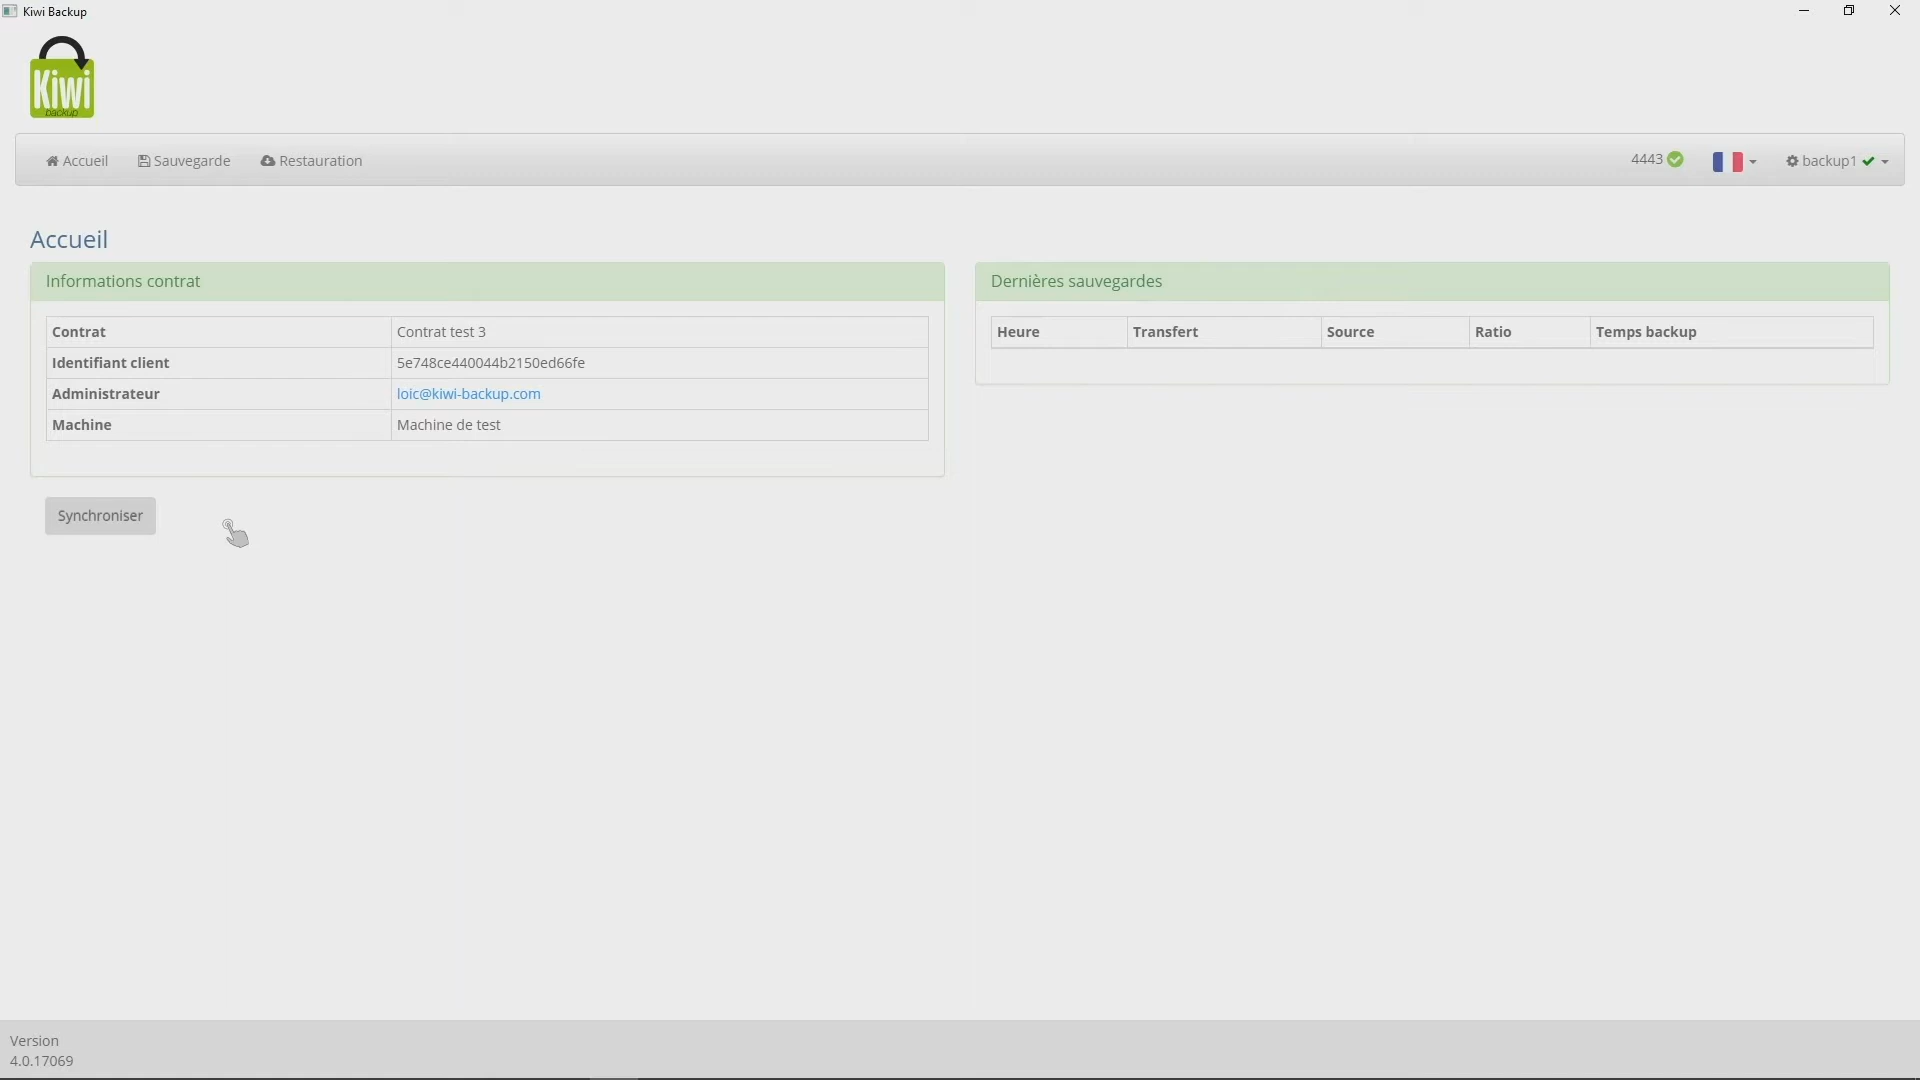 Kiwi Backup
Kiwi
backup
Accueil Sauvegarde Restauration 4443 backup1
Accueil
Informations contrat
Contrat Contrat test 3
Identifiant client 5e748ce440044b2150ed66fe
Administrateur loic@kiwi-backup.com
Machine Machine de test
Synchroniser
Dernières sauvegardes
Heure Transfert Source Ratio Temps backup
Version
4.0.17069